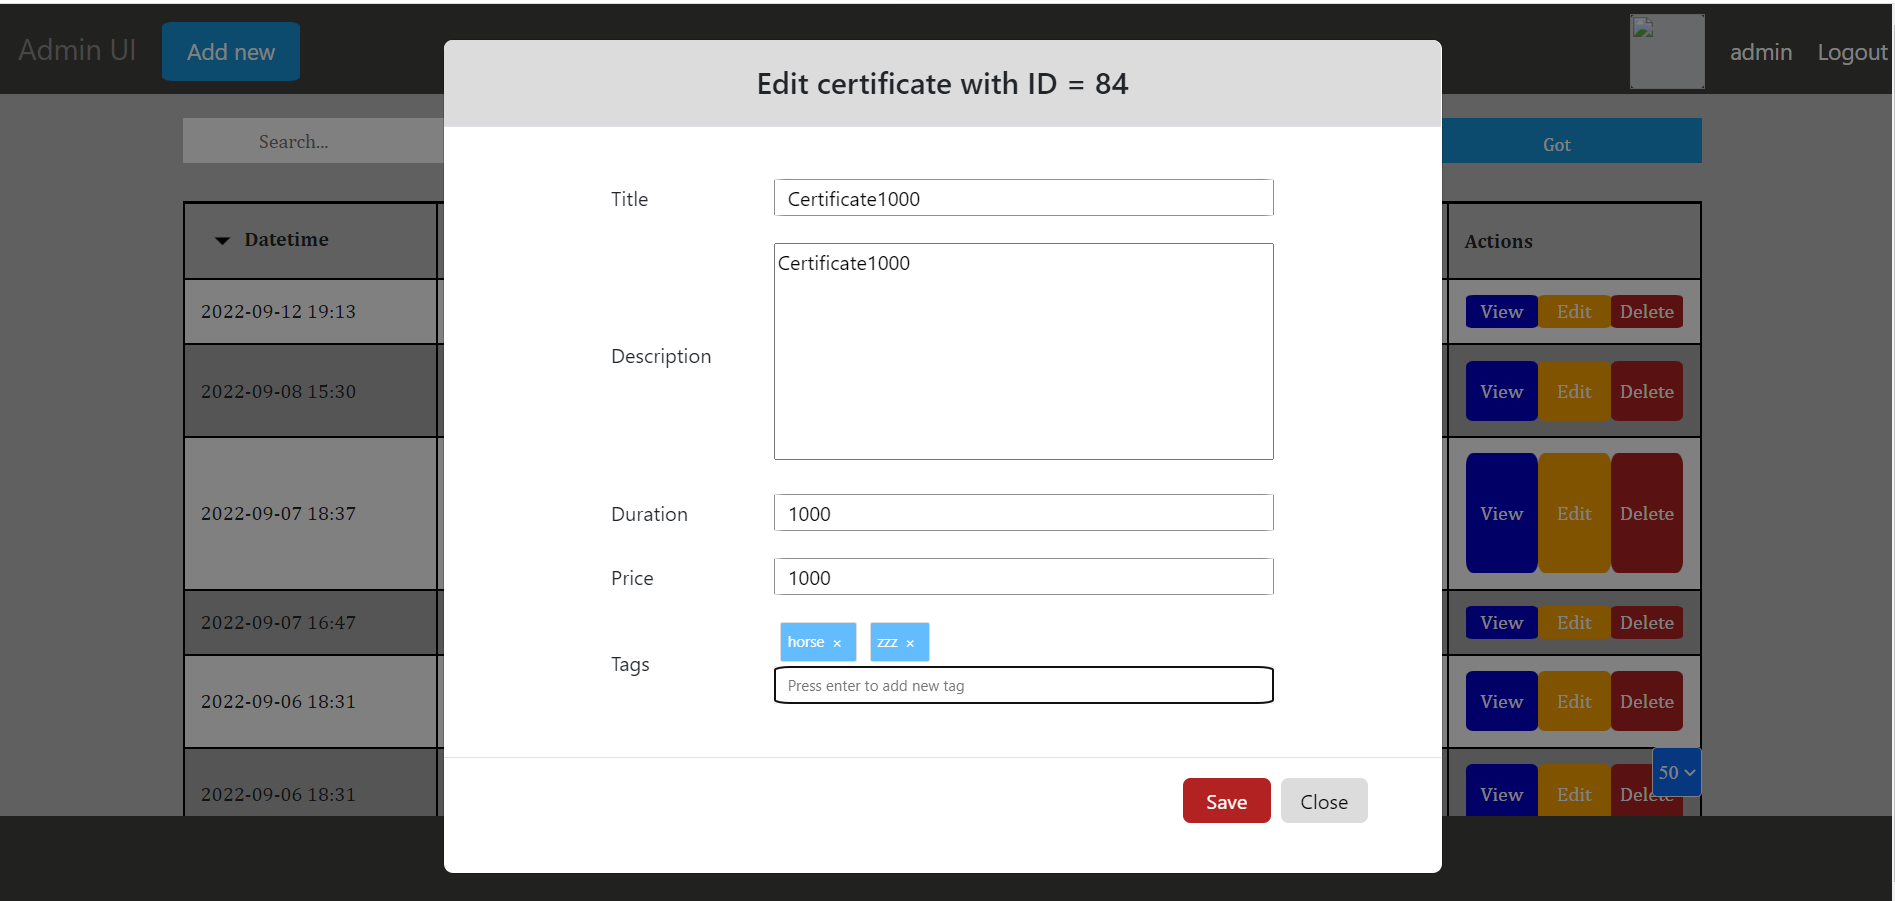 Admin UI
Add new
admin
Logout
Edit certificate with ID = 84
Search...
Got
Title
Certificate1000
Datetime
Actions
Description
Certificate1000
2022-09-12 19:13
View Edit Delete
2022-09-08 15:30
View Edit Delete
2022-09-07 18:37
View Edit Delete
Duration
1000
Price
1000
2022-09-07 16:47
View Edit Delete
Tags
horse ×
zzz ×
Press enter to add new tag
2022-09-06 18:31
View Edit Delete
50
2022-09-06 18:31
View Edit Delete
Save
Close